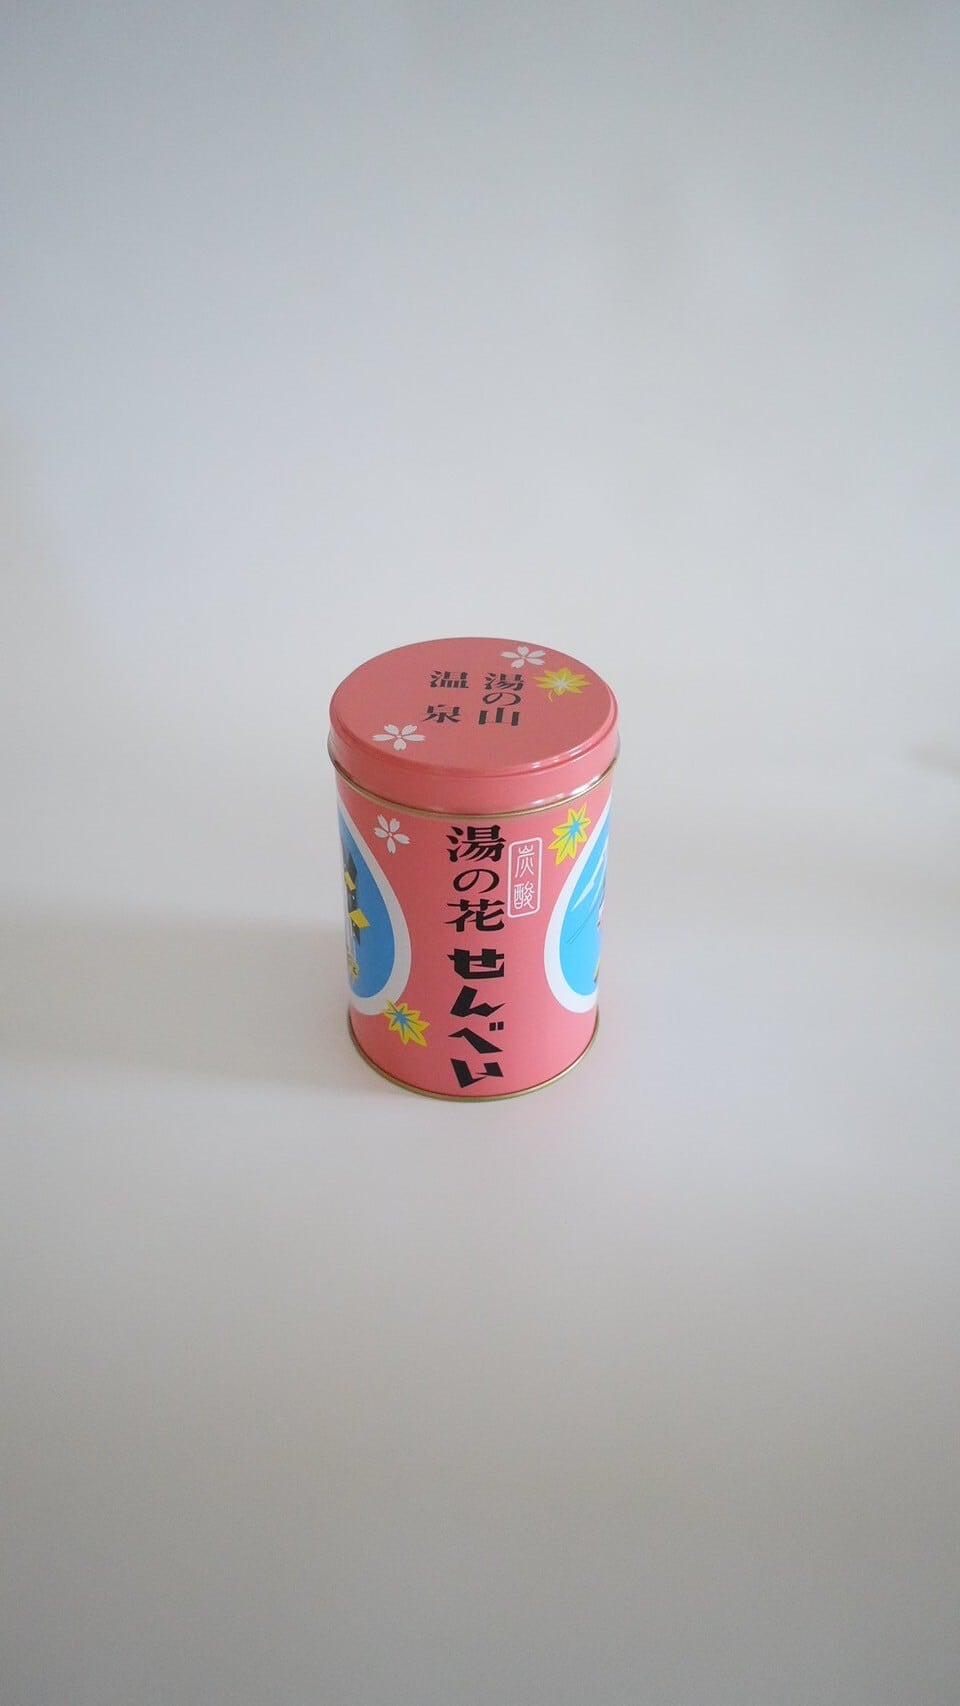 湯の山
温泉
炭酸
湯の花せんべい